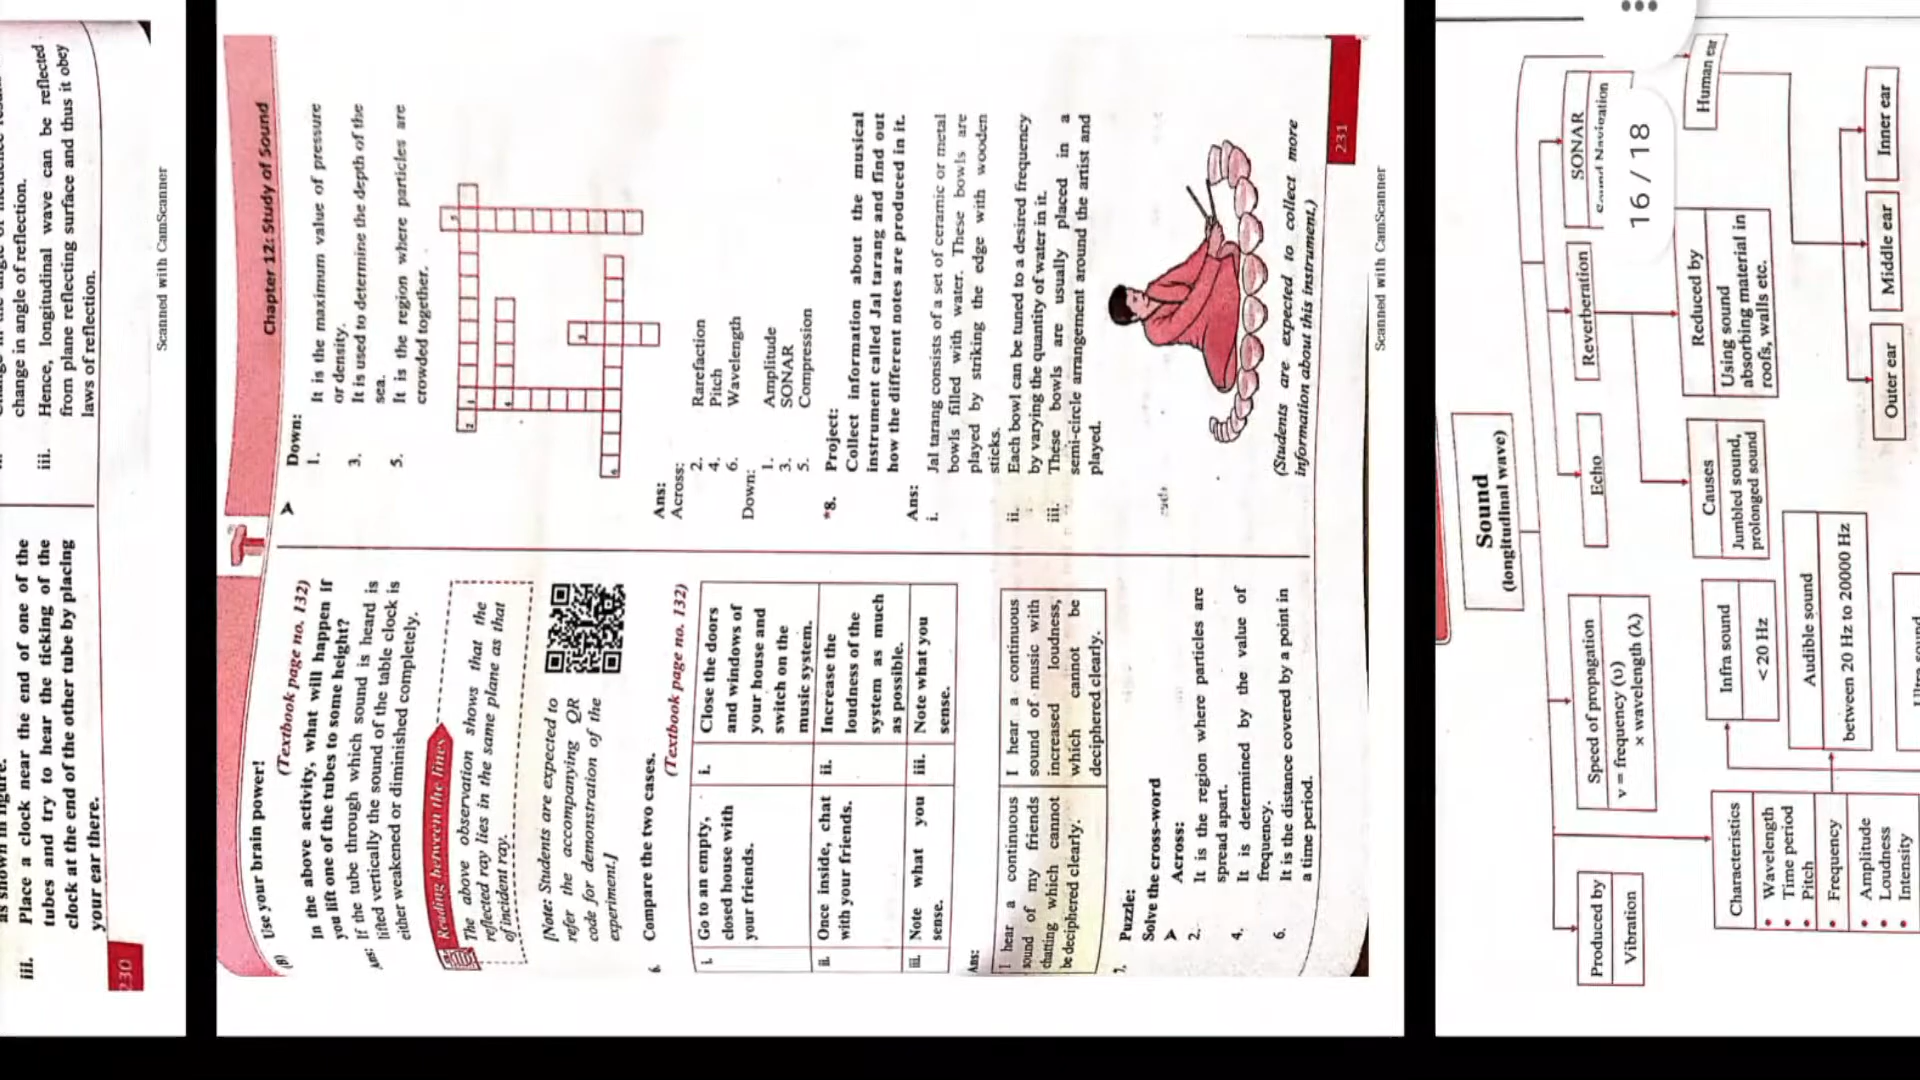 as shown in figure.
iii. Place a clock near the end of one of the
tubes and try to hear the ticking of the
clock at the end of the other tube by placing
your ear there.
230
change in angle of reflection.
iii. Hence, longitudinal wave can be reflected
from plane reflecting surface and thus it obey
laws of reflection.
Scanned with CamScanner
Chapter 12: Study of Sound
(B) Use your brain power!
(Textbook page no. 132)
In the above activity, what will happen if
you lift one of the tubes to some height?
Ans: If the tube through which sound is heard is
lifted vertically the sound of the table clock is
either weakened or diminished completely.
Reading between the lines
The above observation shows that the
reflected ray lies in the same plane as that
of incident ray.
[Note: Students are expected to
refer the accompanying QR
code for demonstration of the
experiment.]
6. Compare the two cases.
(Textbook page no. 132)
i. Go to an empty,
closed house with
your friends.
i. Close the doors
and windows of
your house and
switch on the
music system.
ii. Once inside, chat
with your friends.
ii. Increase the
loudness of the
system as much
as possible.
iii. Note what you
sense.
iii. Note what you
sense.
Ans:
I hear a continuous
sound of my friends
chatting which cannot
be deciphered clearly.
I hear a continuous
sound of music with
increased loudness,
which cannot be
deciphered clearly.
7. Puzzle:
Solve the cross-word
➤ Across:
2. It is the region where particles are
spread apart.
4. It is determined by the value of
frequency.
6. It is the distance covered by a point in
a time period.
➤ Down:
1. It is the maximum value of pressure
or density.
3. It is used to determine the depth of the
sea.
5. It is the region where particles are
crowded together.
Ans:
Across:
2. Rarefaction
4. Pitch
6. Wavelength
Down:
1. Amplitude
3. SONAR
5. Compression
*8. Project:
Collect information about the musical
instrument called Jal tarang and find out
how the different notes are produced in it.
Ans:
i. Jal tarang consists of a set of ceramic or metal
bowls filled with water. These bowls are
played by striking the edge with wooden
sticks.
ii. Each bowl can be tuned to a desired frequency
by varying the quantity of water in it.
iii. These bowls are usually placed in a
semi-circle arrangement around the artist and
played.
(Students are expected to collect more
information about this instrument.)
231
Scanned with CamScanner
Sound
(longitudinal wave)
Produced by
Vibration
Speed of propagation
v = frequency (υ)
× wavelength (λ)
Echo
Reverberation
SONAR
Sound Navigation
16 / 18
Human ear
Characteristics
• Wavelength
• Time period
• Pitch
• Frequency
• Amplitude
• Loudness
• Intensity
Infra sound
< 20 Hz
Audible sound
between 20 Hz to 20000 Hz
Causes
Jumbled sound,
prolonged sound
Reduced by
Using sound
absorbing material in
roofs, walls etc.
Outer ear
Middle ear
Inner ear